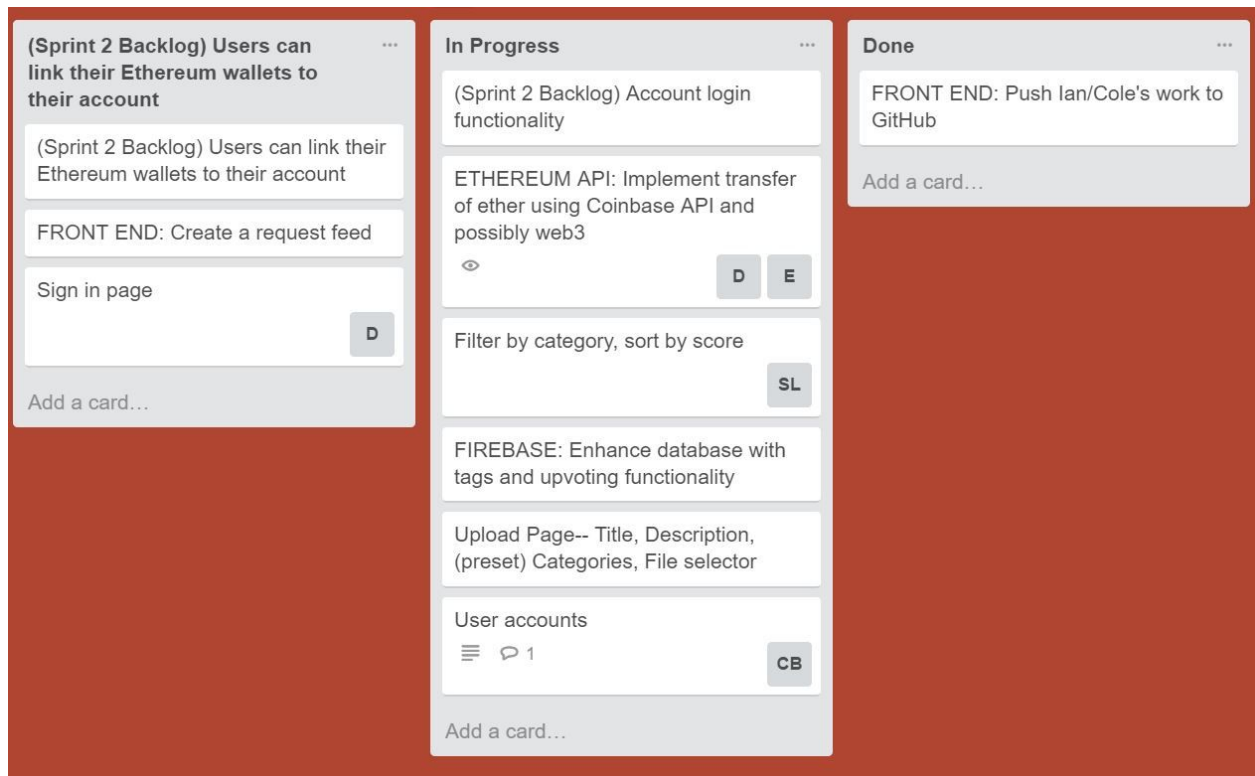 (Sprint 2 Backlog) Users can
link their Ethereum wallets to
their account
(Sprint 2 Backlog) Users can link their
Ethereum wallets to their account
FRONT END: Create a request feed
Sign in page
D
Add a card…
In Progress
(Sprint 2 Backlog) Account login
functionality
ETHEREUM API: Implement transfer
of ether using Coinbase API and
possibly web3
D E
Filter by category, sort by score
SL
FIREBASE: Enhance database with
tags and upvoting functionality
Upload Page-- Title, Description,
(preset) Categories, File selector
User accounts
1
CB
Add a card…
Done
FRONT END: Push Ian/Cole's work to
GitHub
Add a card…